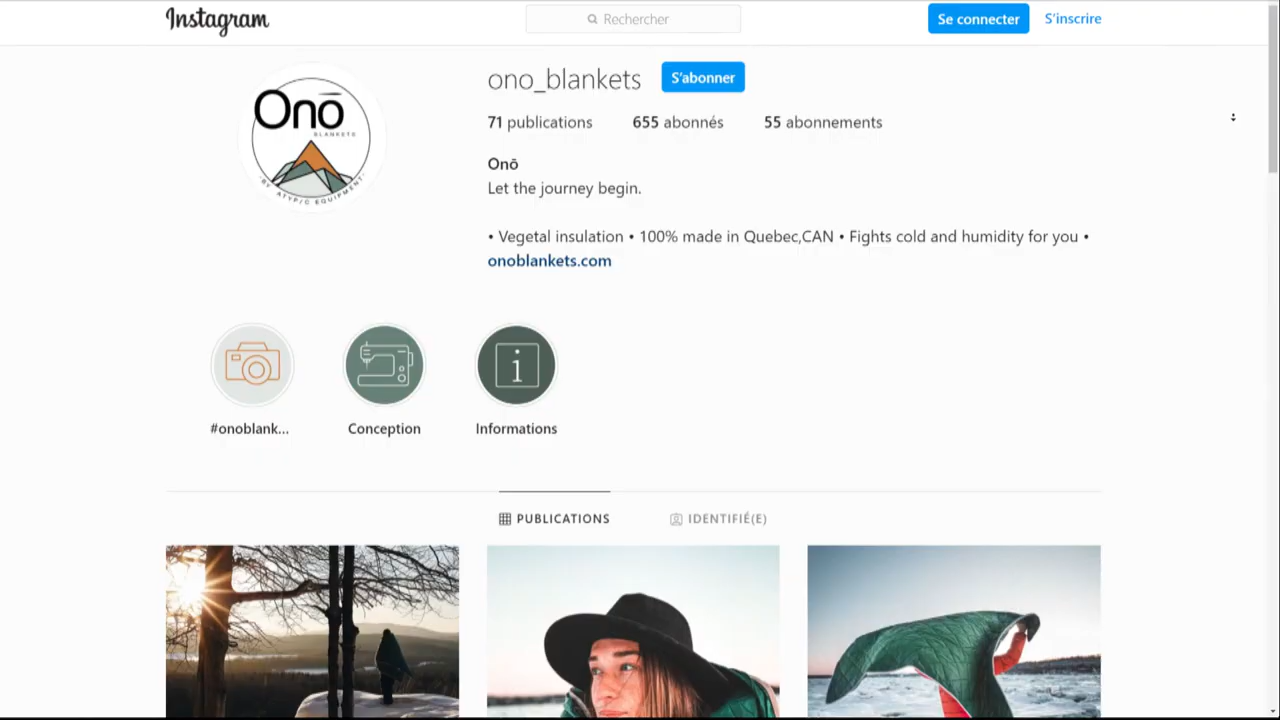 Instagram
Rechercher
Se connecter
S'inscrire
Onō
BLANKETS
· BY ATYPIC EQUIPMENT ·
ono_blankets
S'abonner
71 publications 655 abonnés 55 abonnements
Onō
Let the journey begin.
• Vegetal insulation • 100% made in Quebec,CAN • Fights cold and humidity for you •
onoblankets.com
#onoblank...
Conception
Informations
PUBLICATIONS
IDENTIFIÉ(E)